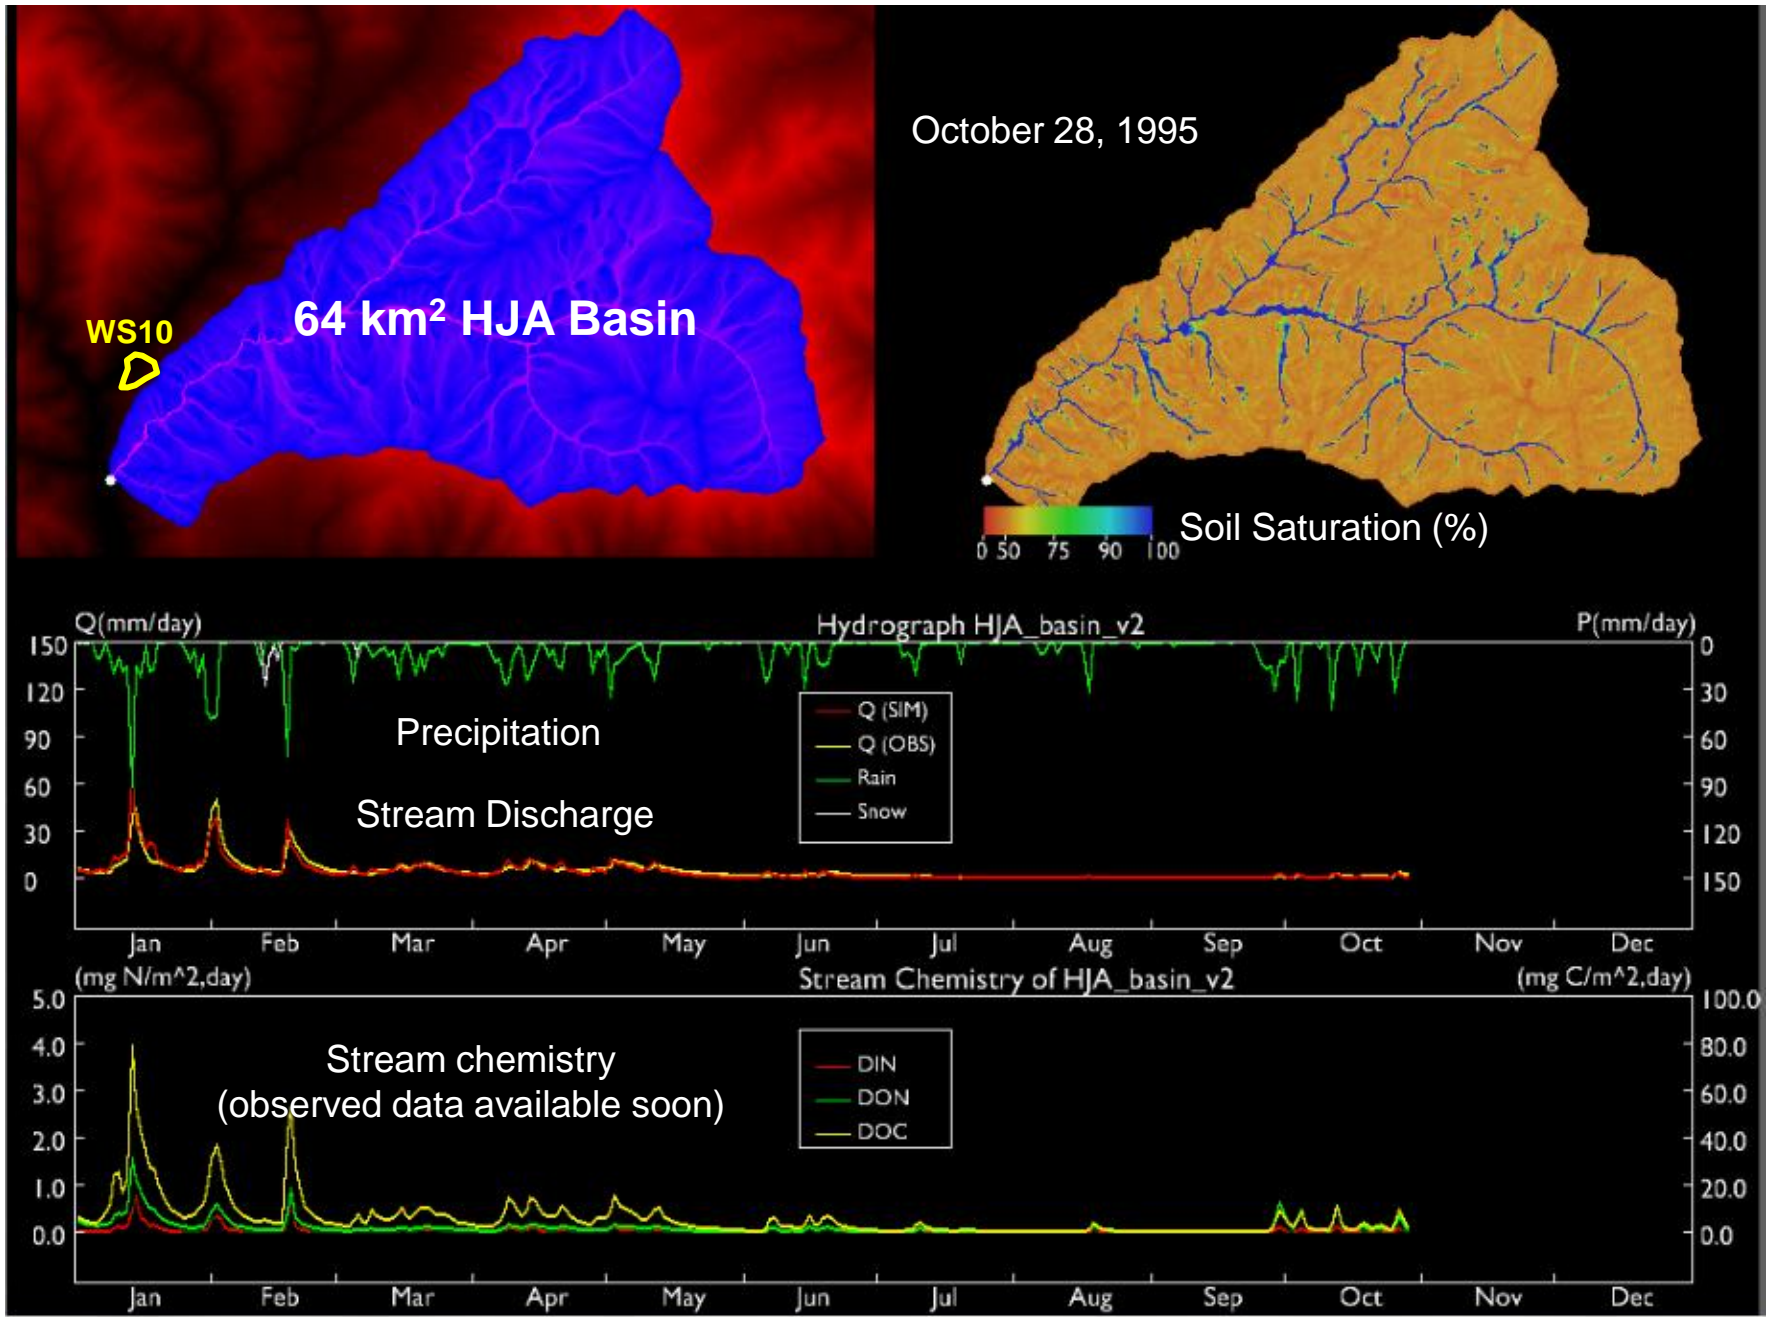 October 28, 1995
64 km² HJA Basin
WS10
Soil Saturation (%)
0 50 75 90 100
Q(mm/day) Hydrograph HJA_basin_v2 P(mm/day)
150 0
120 30
90 60
60 90
30 120
0 150
Precipitation
Stream Discharge
Q (SIM)
Q (OBS)
Rain
Snow
Jan Feb Mar Apr May Jun Jul Aug Sep Oct Nov Dec
(mg N/m^2,day) Stream Chemistry of HJA_basin_v2 (mg C/m^2,day)
5.0 100.0
4.0 80.0
3.0 60.0
2.0 40.0
1.0 20.0
0.0 0.0
Stream chemistry
(observed data available soon)
DIN
DON
DOC
Jan Feb Mar Apr May Jun Jul Aug Sep Oct Nov Dec